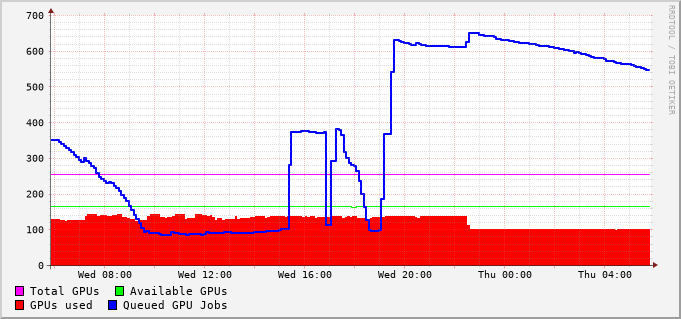 700
600
500
400
300
200
100
0
Wed 08:00 Wed 12:00 Wed 16:00 Wed 20:00 Thu 00:00 Thu 04:00
Total GPUs Available GPUs
GPUs used Queued GPU Jobs
RRDTOOL / TOBI OETIKER